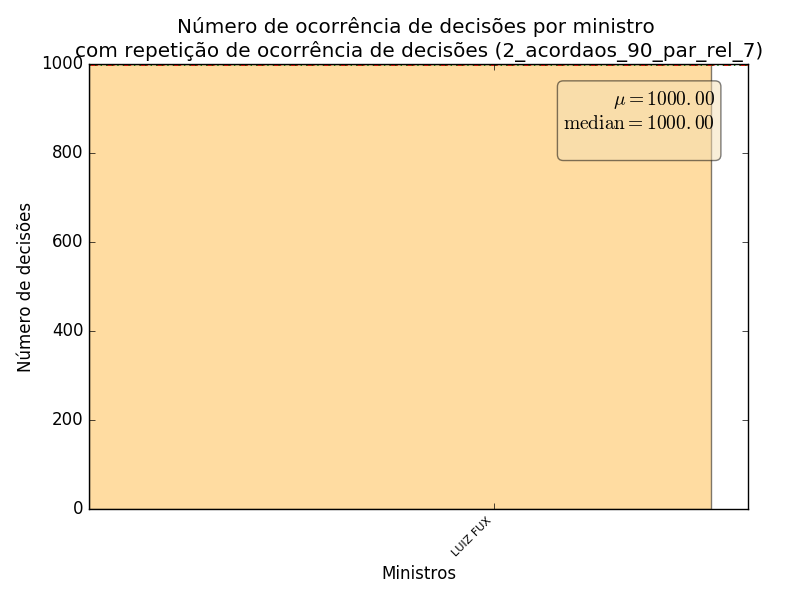 Número de ocorrência de decisões por ministro
com repetição de ocorrência de decisões (2_acordaos_90_par_rel_7)
1000
800
600
400
200
0
Número de decisões
μ = 1000.00
median = 1000.00
LUIZ FUX
Ministros